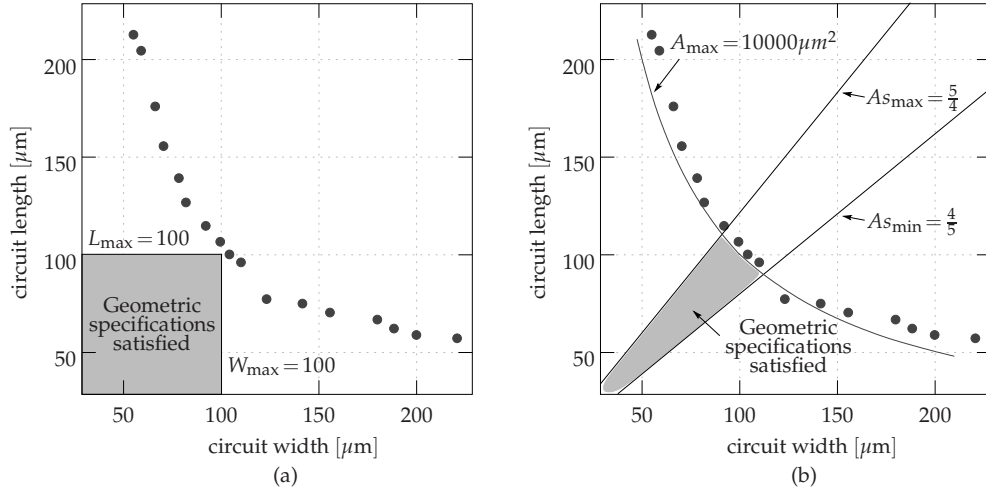 200
150
100
50
circuit length [μm]
L_max = 100
Geometric
specifications
satisfied
W_max = 100
50 100 150 200
circuit width [μm]
(a)
200
150
100
50
circuit length [μm]
A_max = 10000μm²
As_max = 5/4
As_min = 4/5
Geometric
specifications
satisfied
50 100 150 200
circuit width [μm]
(b)